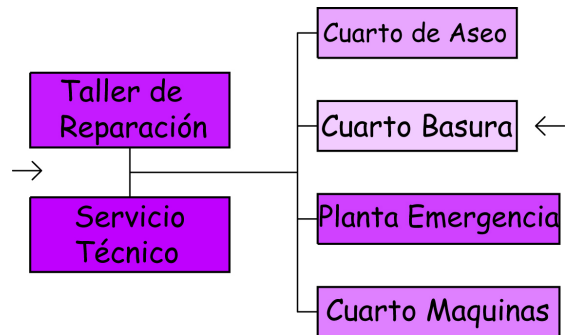 Taller de
Reparación
Servicio
Técnico
Cuarto de Aseo
Cuarto Basura
Planta Emergencia
Cuarto Maquinas